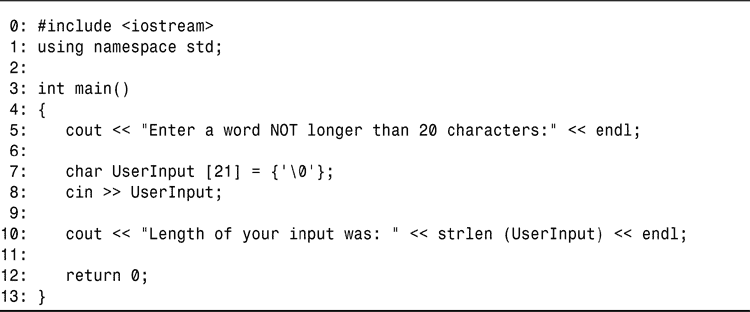 0: #include <iostream>
1: using namespace std;
2:
3: int main()
4: {
5:    cout << "Enter a word NOT longer than 20 characters:" << endl;
6:
7:    char UserInput [21] = {'\0'};
8:    cin >> UserInput;
9:
10:    cout << "Length of your input was: " << strlen (UserInput) << endl;
11:
12:    return 0;
13: }